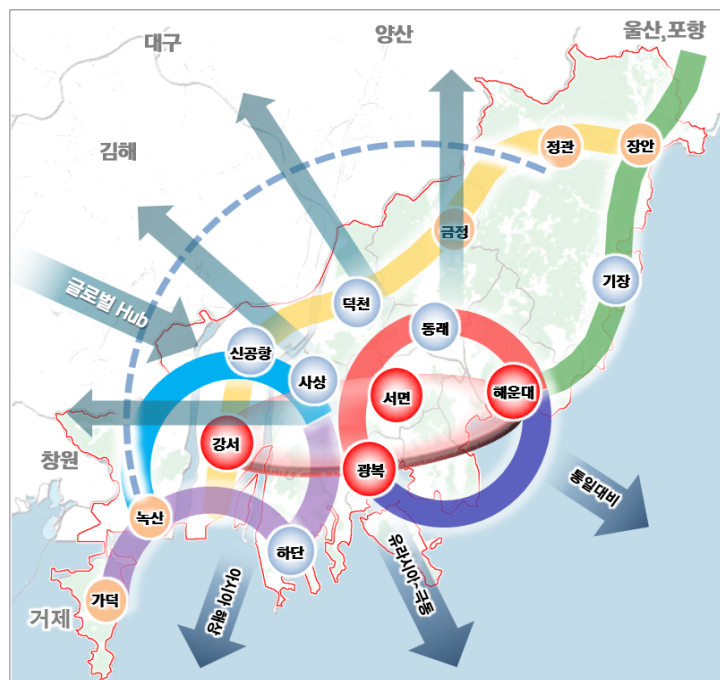 울산,포항
양산
대구
김해
정관
장안
금정
기장
글로벌 Hub
덕천
동래
신공항
사상
서면
해운대
강서
광복
창원
녹산
통일대비
하단
유라시아~극동
아시아 해상
가덕
거제